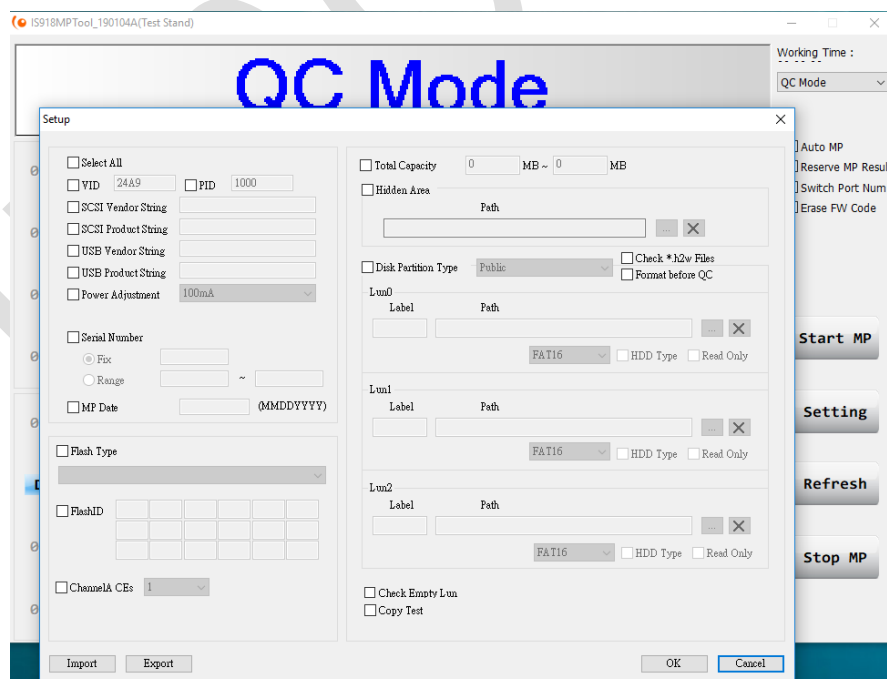 IS918MPTool_190104A(Test Stand)
QC Mode
Working Time :
-- -- --
QC Mode
Auto MP
Reserve MP Resul
Switch Port Num
Erase FW Code
Start MP
Setting
Refresh
Stop MP
Setup
Select All
VID 24A9 PID 1000
SCSI Vendor String
SCSI Product String
USB Vendor String
USB Product String
Power Adjustment 100mA
Serial Number
Fix
Range ~
MP Date (MMDDYYYY)
Flash Type
FlashID
ChannelA CEs 1
Total Capacity 0 MB ~ 0 MB
Hidden Area
Path
...
Disk Partition Type Public
Check *.h2w Files
Format before QC
Lun0
Label Path
...
FAT16 HDD Type Read Only
Lun1
Label Path
...
FAT16 HDD Type Read Only
Lun2
Label Path
...
FAT16 HDD Type Read Only
Check Empty Lun
Copy Test
Import Export OK Cancel